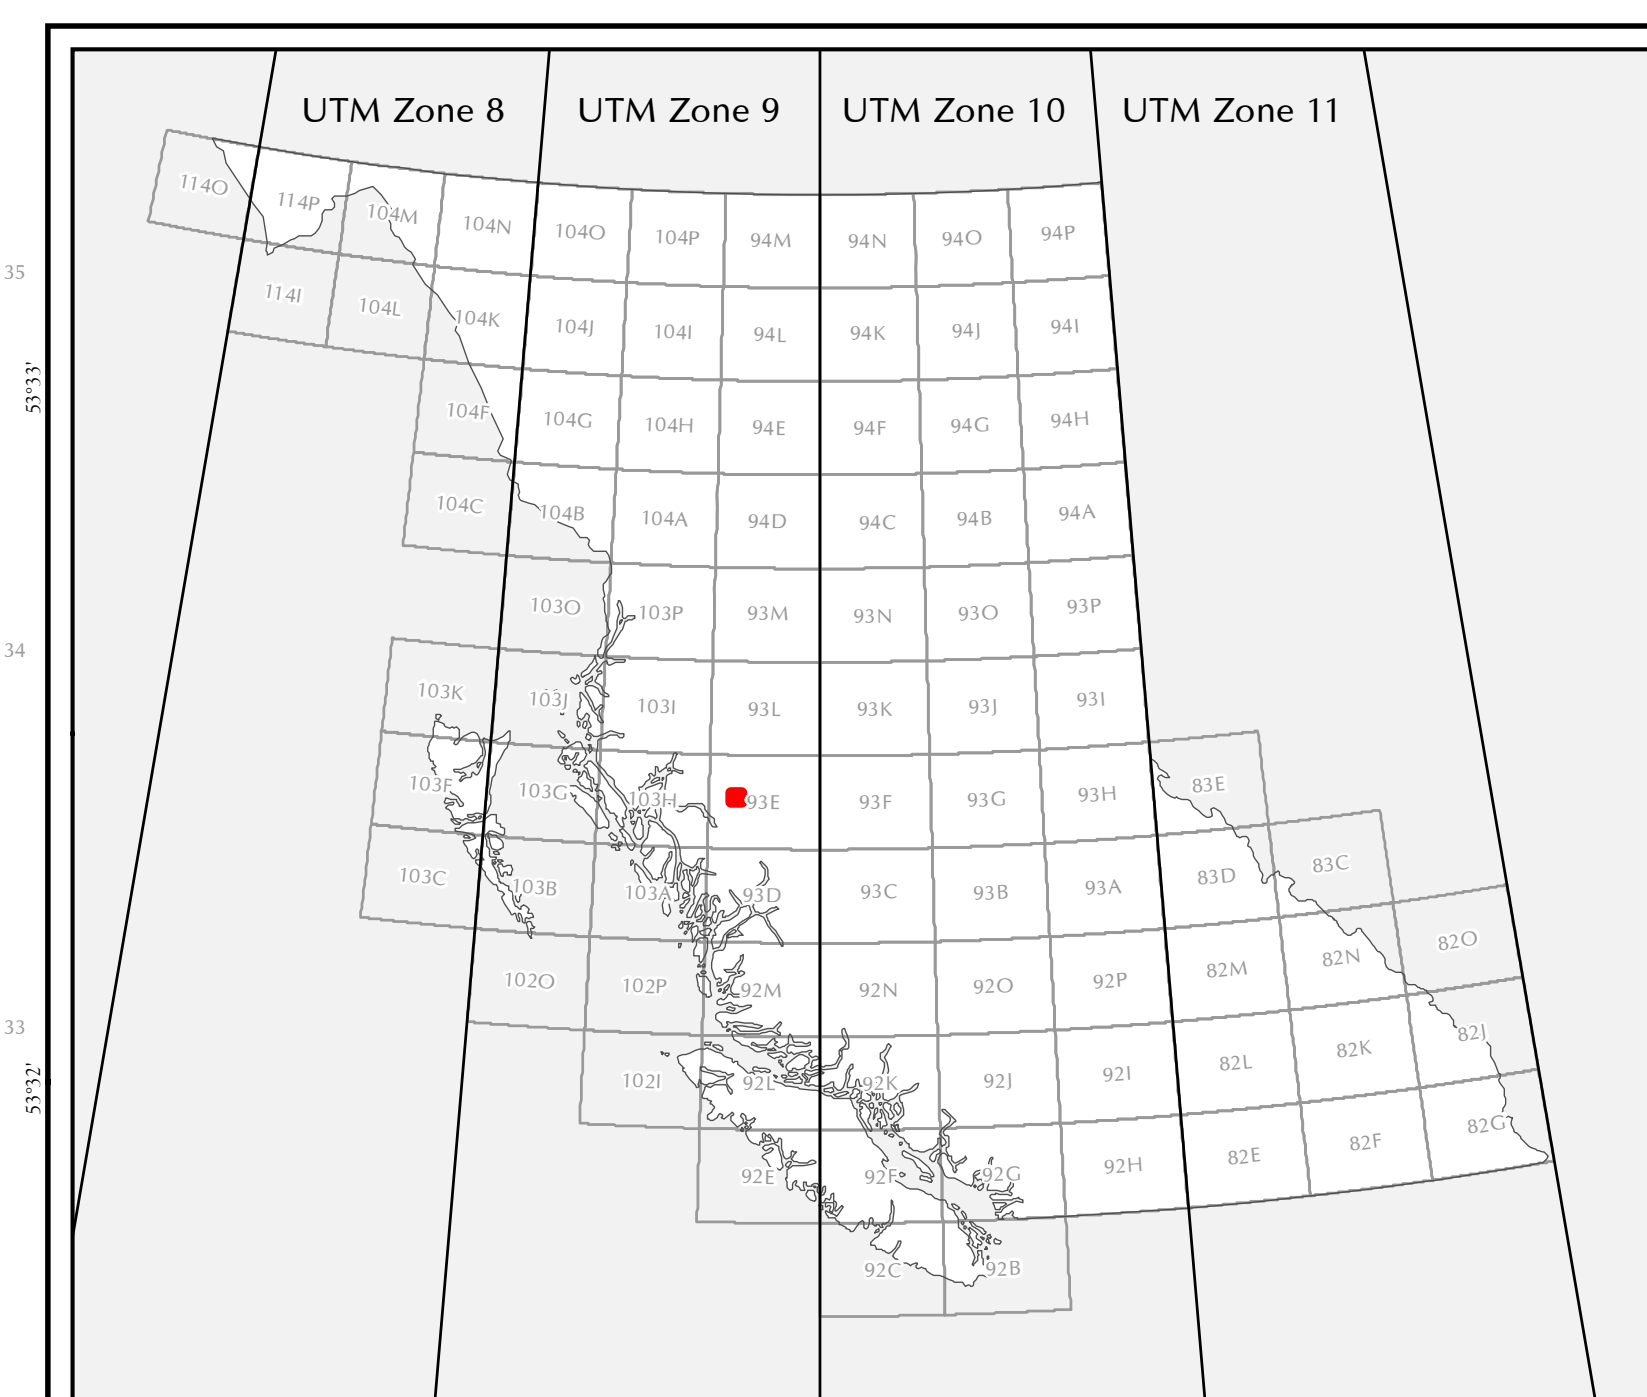 UTM Zone 8 UTM Zone 9 UTM Zone 10 UTM Zone 11
114O 114P 104M 104N 104O 104P 94M 94N 94O 94P
35
114I 104L 104K 104J 104I 94L 94K 94J 94I
53°33'
104F 104G 104H 94E 94F 94G 94H
104C 104B 104A 94D 94C 94B 94A
103O 103P 93M 93N 93O 93P
34
103K 103J 103I 93L 93K 93J 93I
103F 103G 103H 93E 93F 93G 93H 83E
103C 103B 103A 93D 93C 93B 93A 83D 83C
102O 102P 92M 92N 92O 92P 82M 82N 82O
33
53°32'
102I 92L 92K 92J 92I 82L 82K 82J
92E 92F 92G 92H 82E 82F 82G
92C 92B